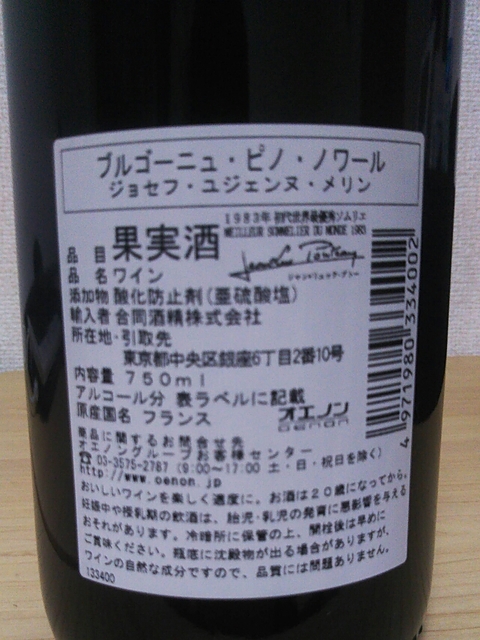 ブルゴーニュ・ピノ・ノワール
ジョセフ・ユジェンヌ・メリン
1983年 初代世界最優秀ソムリエ
MEILLEUR SOMMELIER DU MONDE 1983
品 目 果実酒
品 名 ワイン
添加物 酸化防止剤(亜硫酸塩)
輸入者 合同酒精株式会社
所在地・引取先
東京都中央区銀座6丁目2番10号
内容量 750ml
アルコール分 表ラベルに記載
原産国名 フランス
オエノン
oenon
4 971980 334002
商品に関するお問合せ先
オエノングループお客様センター
☎ 03-3575-2787 (9:00〜17:00 土・日・祝日を除く)
http://www.oenon.jp
おいしいワインを楽しく適度に。お酒は20歳になってから。
妊娠中や授乳期の飲酒は、胎児・乳児の発育に悪影響を与える
おそれがあります。冷暗所に保管の上、開栓後は早めに
ご賞味ください。瓶底に沈殿物が出る場合がありますが、
ワインの自然な成分ですので、品質には問題ありません。
133400